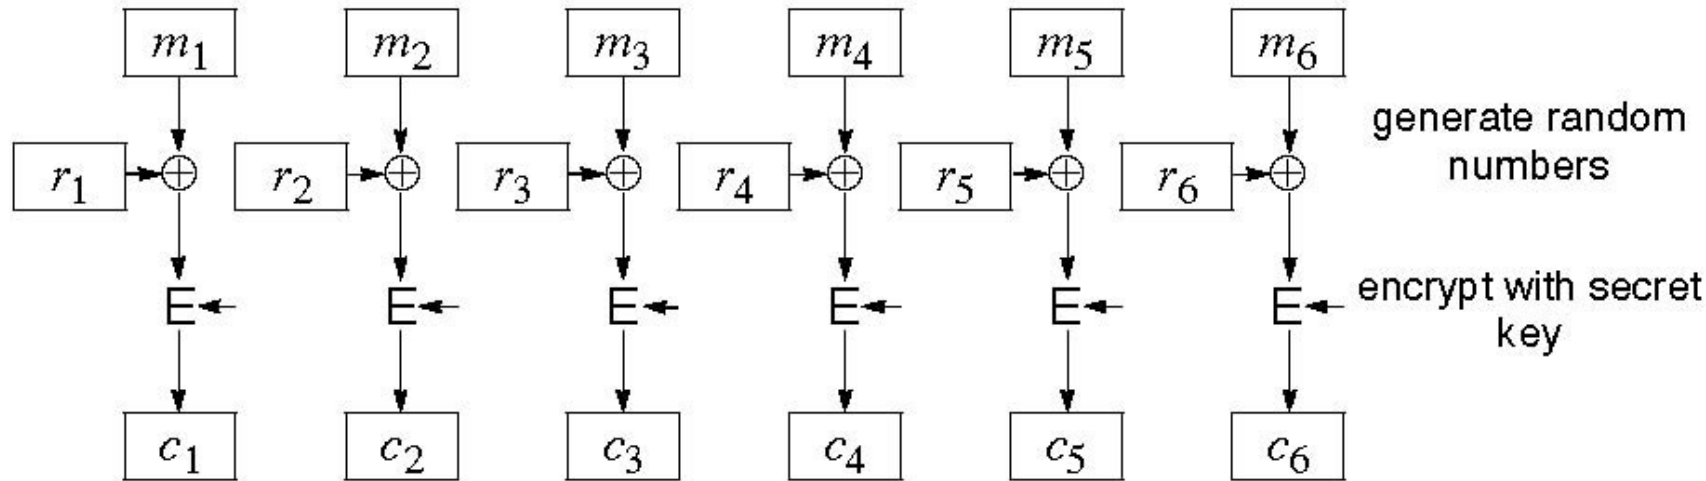 m1 m2 m3 m4 m5 m6
generate random
numbers
r1 r2 r3 r4 r5 r6
E E E E E E
encrypt with secret
key
c1 c2 c3 c4 c5 c6